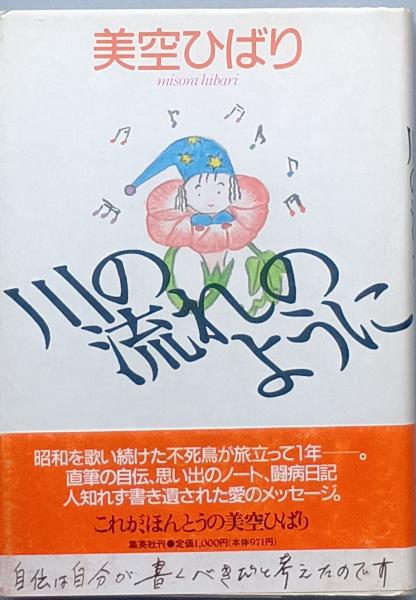 美空ひばり
misora hibari
川の
流れの
ように
昭和を歌い続けた不死鳥が旅立って1年──。
直筆の自伝、思い出のノート、闘病日記
人知れず書き遺された愛のメッセージ。
これが、ほんとうの美空ひばり
集英社刊●定価1,000円(本体971円)
自伝は自分が書くべきだと考えたのです